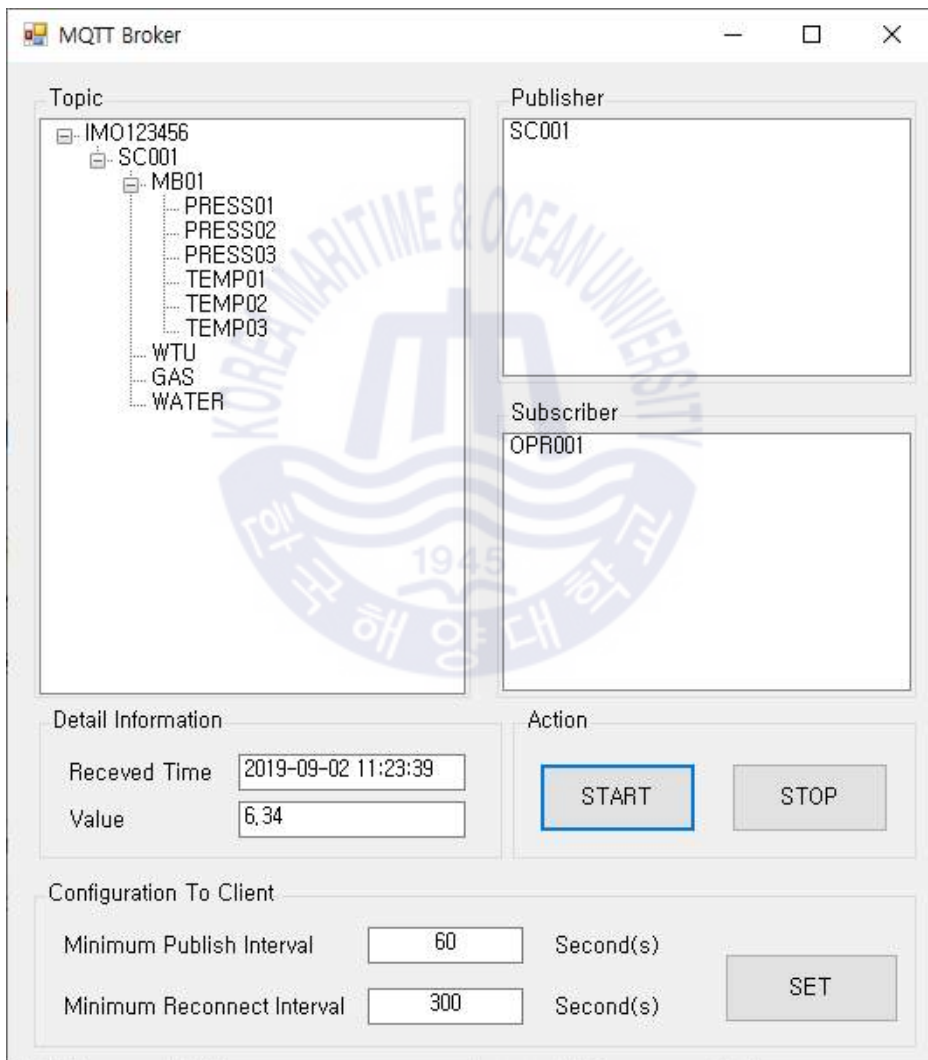 MQTT Broker
Topic
IMO123456
SC001
MB01
PRESS01
PRESS02
PRESS03
TEMP01
TEMP02
TEMP03
WTU
GAS
WATER
Publisher
SC001
Subscriber
OPR001
KOREA MARITIME & OCEAN UNIVERSITY
1945
한국해양대학교
Detail Information
Receved Time 2019-09-02 11:23:39
Value 6.34
Action
START STOP
Configuration To Client
Minimum Publish Interval 60 Second(s)
Minimum Reconnect Interval 300 Second(s)
SET